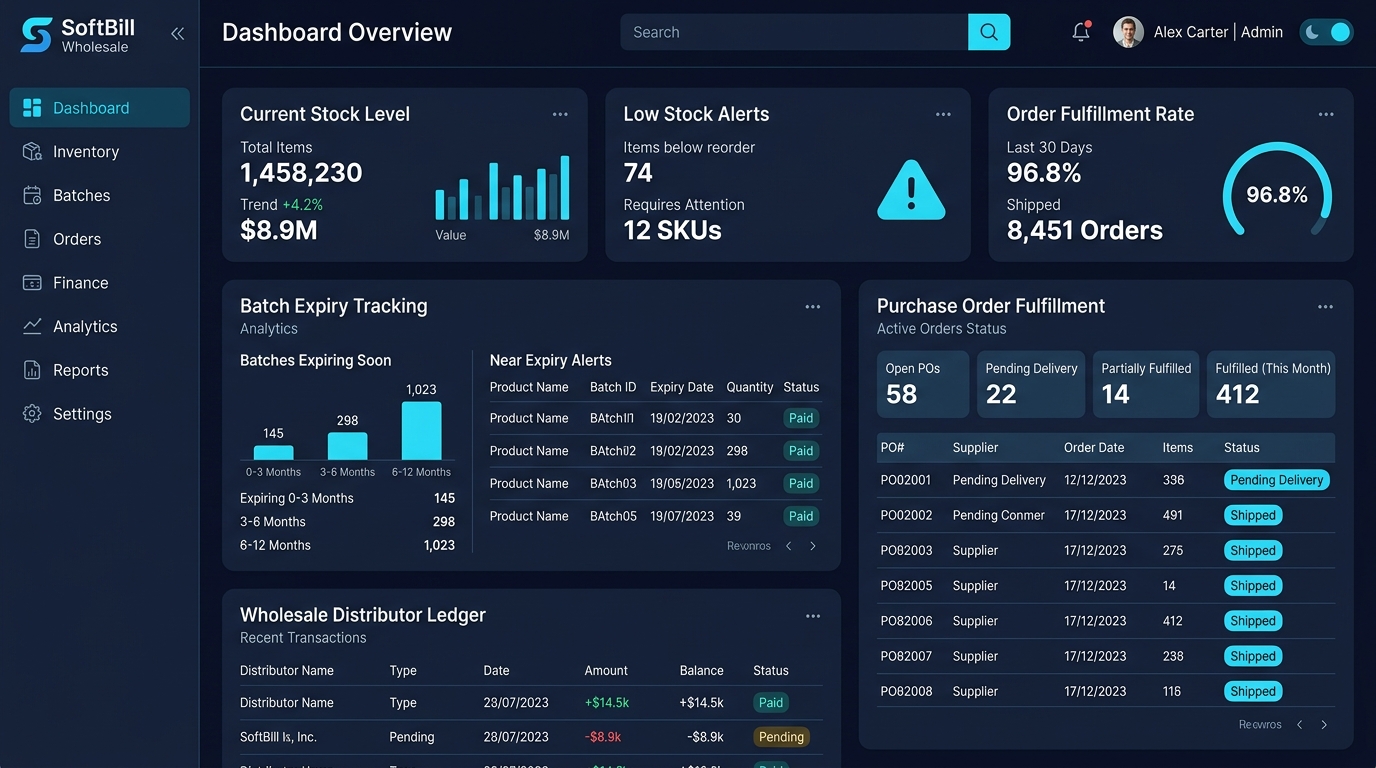 SoftBill
Wholesale
Dashboard Overview
Search
Alex Carter | Admin
Dashboard
Inventory
Batches
Orders
Finance
Analytics
Reports
Settings
Current Stock Level
Total Items
1,458,230
Trend +4.2%
$8.9M
Value $8.9M
Low Stock Alerts
Items below reorder
74
Requires Attention
12 SKUs
Order Fulfillment Rate
Last 30 Days
96.8%
Shipped
8,451 Orders
96.8%
Batch Expiry Tracking
Analytics
Batches Expiring Soon
145
298
1,023
0-3 Months 3-6 Months 6-12 Months
Expiring 0-3 Months 145
3-6 Months 298
6-12 Months 1,023
Near Expiry Alerts
Product Name Batch ID Expiry Date Quantity Status
Product Name 19/02/2023 30 Paid
Product Name 19/02/2023 298 Paid
Product Name BAtch03 19/05/2023 1,023 Paid
Product Name BAtch05 19/07/2023 39 Paid
Purchase Order Fulfillment
Active Orders Status
Open POs
58
Pending Delivery
22
Partially Fulfilled
14
Fulfilled (This Month)
412
PO# Supplier Order Date Items Status
PO02001 Pending Delivery 12/12/2023 336 Pending Delivery
PO02002 Pending Conmer 17/12/2023 491 Shipped
PO82003 Supplier 17/12/2023 275 Shipped
PO82005 Supplier 17/12/2023 14 Shipped
PO82006 Supplier 17/12/2023 412 Shipped
PO82007 Supplier 17/12/2023 238 Shipped
PO82008 Supplier 17/12/2023 116 Shipped
Wholesale Distributor Ledger
Recent Transactions
Distributor Name Type Date Amount Balance Status
Distributor Name Type 28/07/2023 +$14.5k +$14.5k Paid
SoftBill Is, Inc. Pending 28/07/2023 -$8.9k -$8.9k Pending